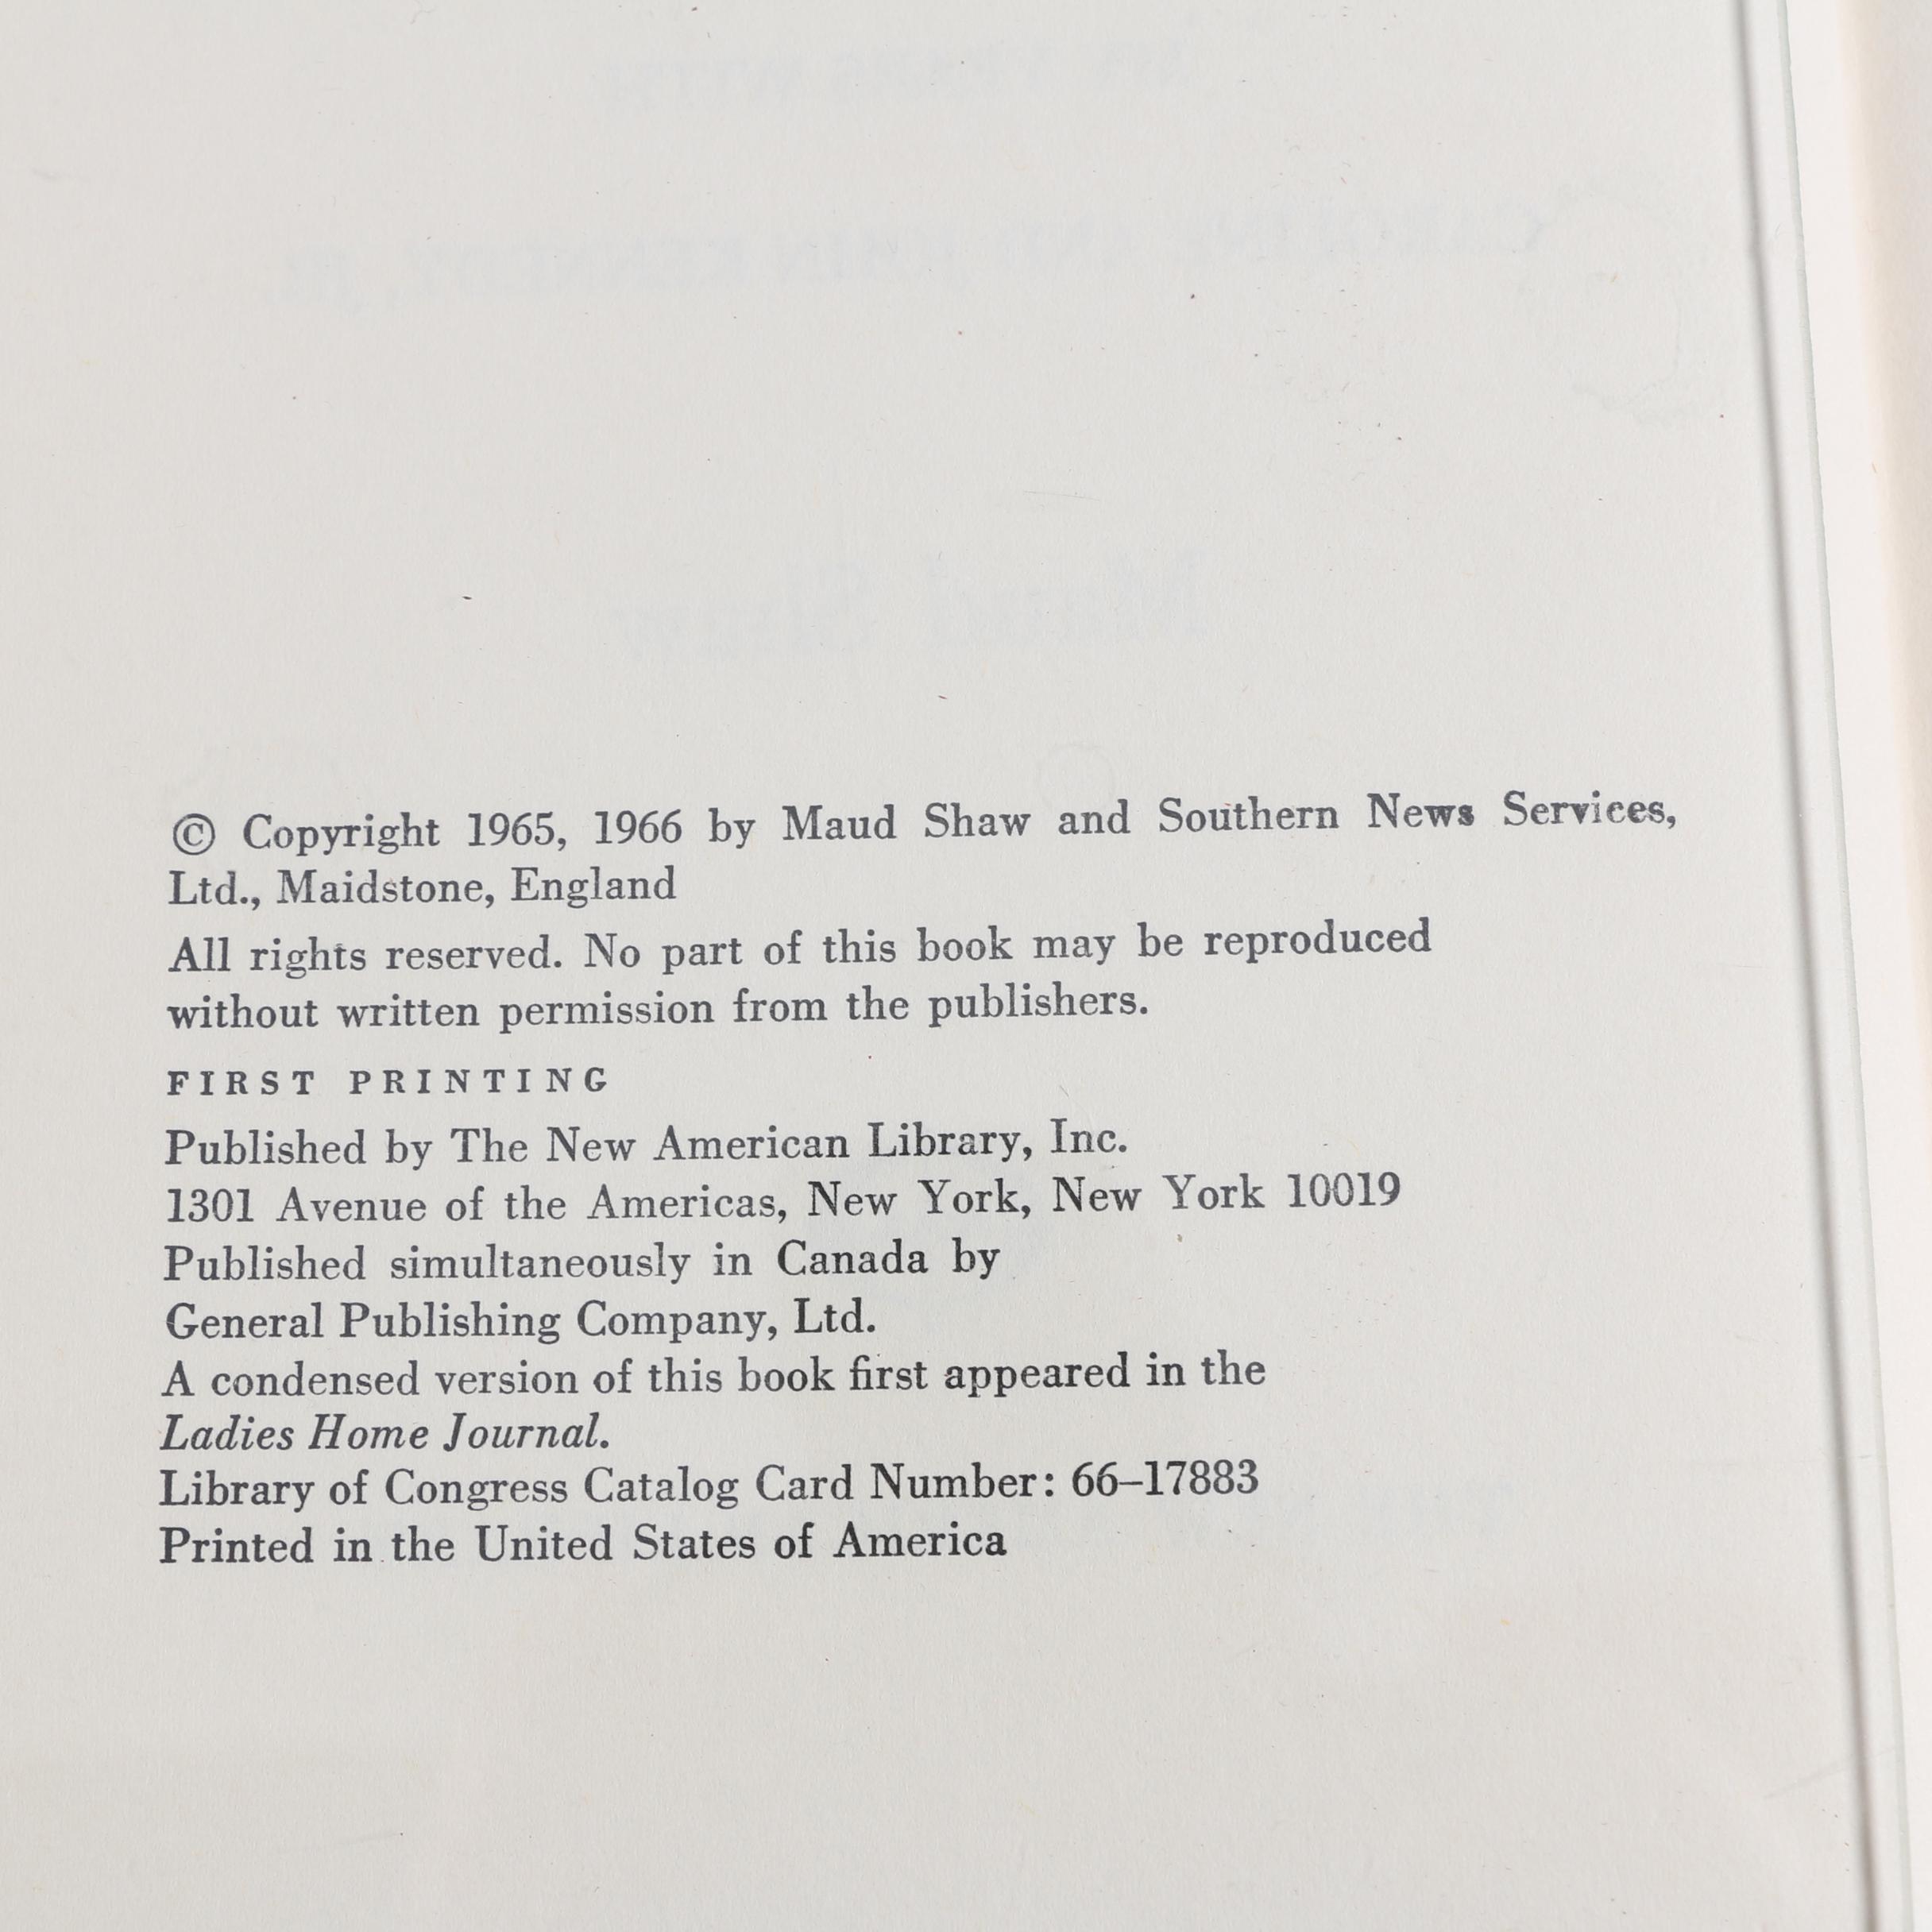 © Copyright 1965, 1966 by Maud Shaw and Southern News Services,
Ltd., Maidstone, England
All rights reserved. No part of this book may be reproduced
without written permission from the publishers.
FIRST PRINTING
Published by The New American Library, Inc.
1301 Avenue of the Americas, New York, New York 10019
Published simultaneously in Canada by
General Publishing Company, Ltd.
A condensed version of this book first appeared in the
Ladies Home Journal.
Library of Congress Catalog Card Number: 66–17883
Printed in the United States of America